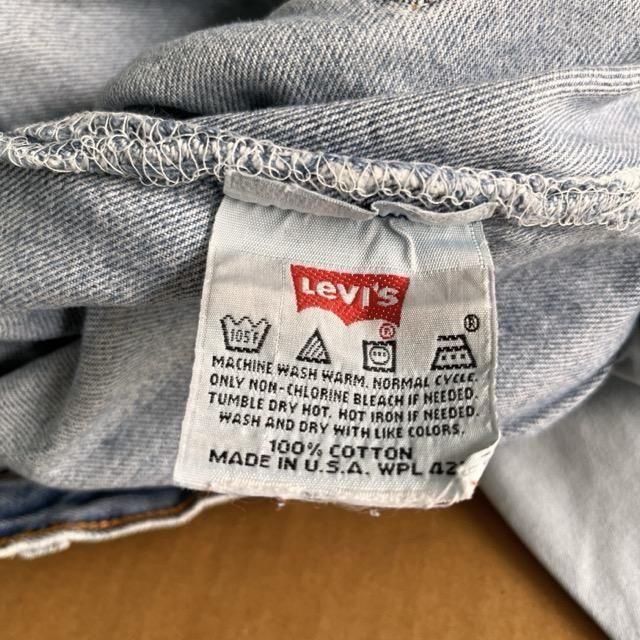 Levi's
®
®
105°
MACHINE WASH WARM. NORMAL CYCLE.
ONLY NON-CHLORINE BLEACH IF NEEDED.
TUMBLE DRY HOT. HOT IRON IF NEEDED.
WASH AND DRY WITH LIKE COLORS.
100% COTTON
MADE IN U.S.A. WPL